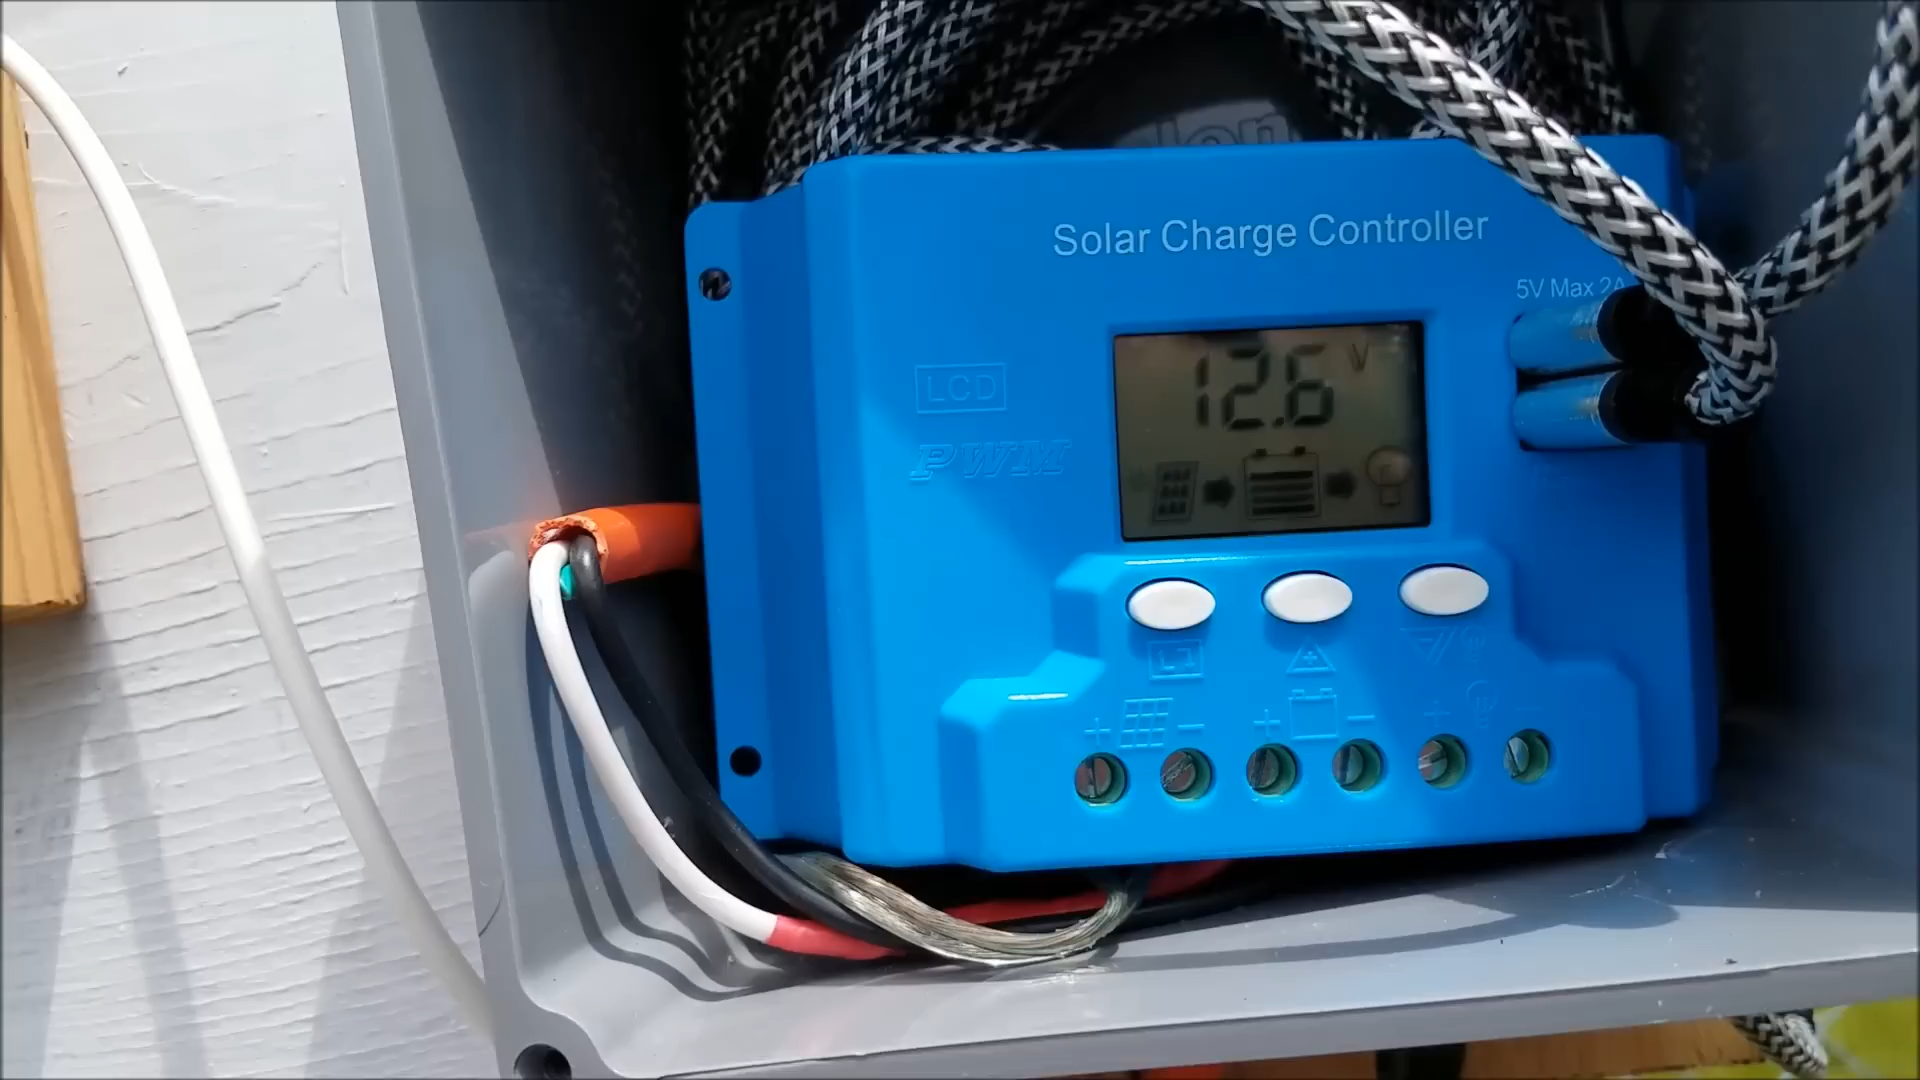 Solar Charge Controller
5V Max 2A
LCD
12.6 V
PWM
+ - + - + -